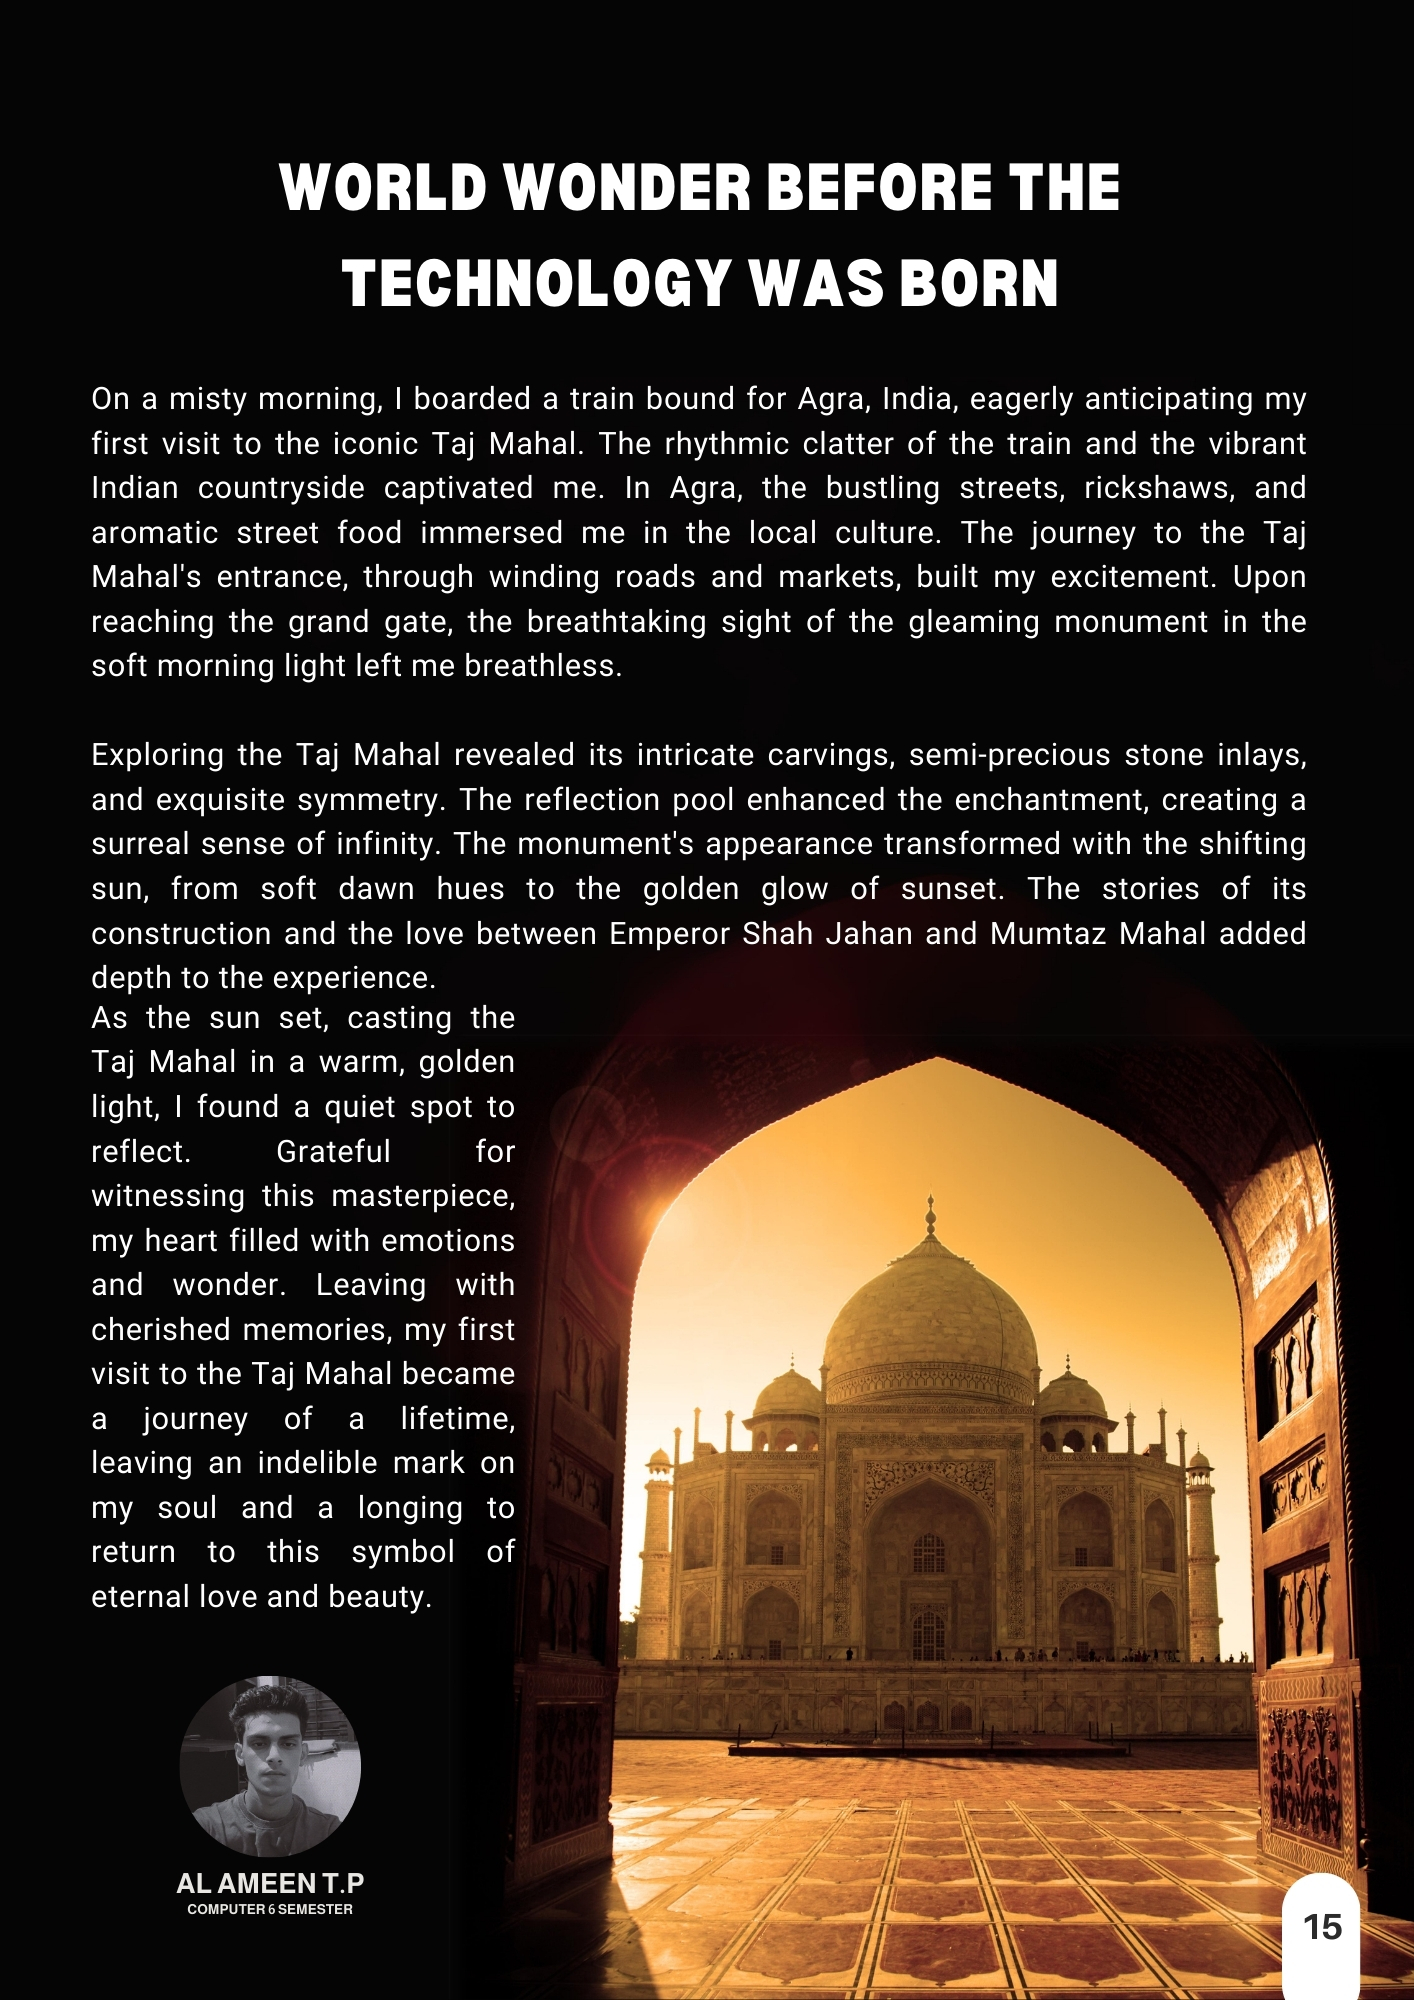 WORLD WONDER BEFORE THE
TECHNOLOGY WAS BORN
On a misty morning, I boarded a train bound for Agra, India, eagerly anticipating my
first visit to the iconic Taj Mahal. The rhythmic clatter of the train and the vibrant
Indian countryside captivated me. In Agra, the bustling streets, rickshaws, and
aromatic street food immersed me in the local culture. The journey to the Taj
Mahal's entrance, through winding roads and markets, built my excitement. Upon
reaching the grand gate, the breathtaking sight of the gleaming monument in the
soft morning light left me breathless.
Exploring the Taj Mahal revealed its intricate carvings, semi-precious stone inlays,
and exquisite symmetry. The reflection pool enhanced the enchantment, creating a
surreal sense of infinity. The monument's appearance transformed with the shifting
sun, from soft dawn hues to the golden glow of sunset. The stories of its
construction and the love between Emperor Shah Jahan and Mumtaz Mahal added
depth to the experience.
As the sun set, casting the
Taj Mahal in a warm, golden
light, I found a quiet spot to
reflect. Grateful for
witnessing this masterpiece,
my heart filled with emotions
and wonder. Leaving with
cherished memories, my first
visit to the Taj Mahal became
a journey of a lifetime,
leaving an indelible mark on
my soul and a longing to
return to this symbol of
eternal love and beauty.
AL AMEEN T.P
COMPUTER 6 SEMESTER
15